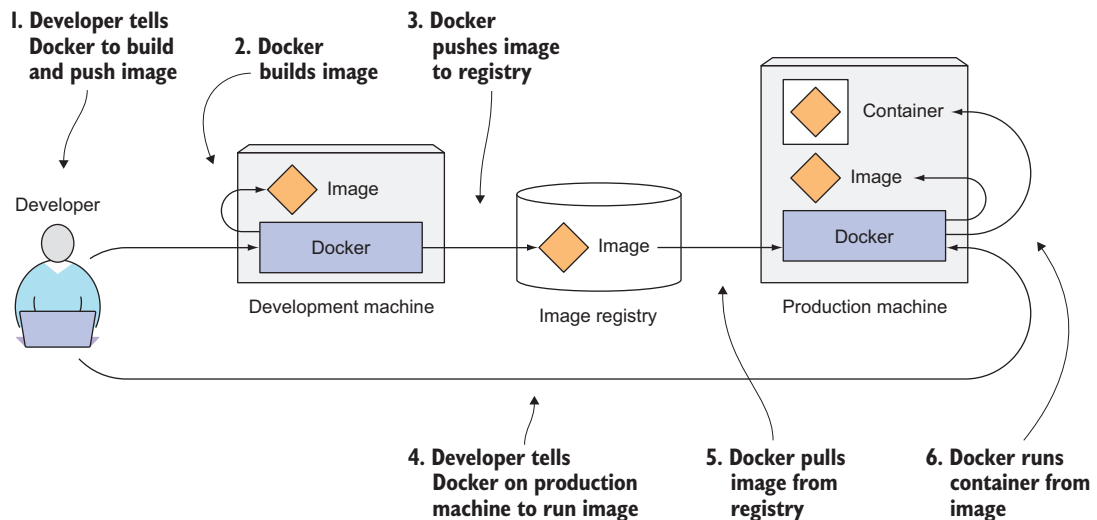 1. Developer tells
Docker to build
and push image
2. Docker
builds image
3. Docker
pushes image
to registry
Developer
Image
Docker
Development machine
Image
Image registry
Container
Image
Docker
Production machine
4. Developer tells
Docker on production
machine to run image
5. Docker pulls
image from
registry
6. Docker runs
container from
image